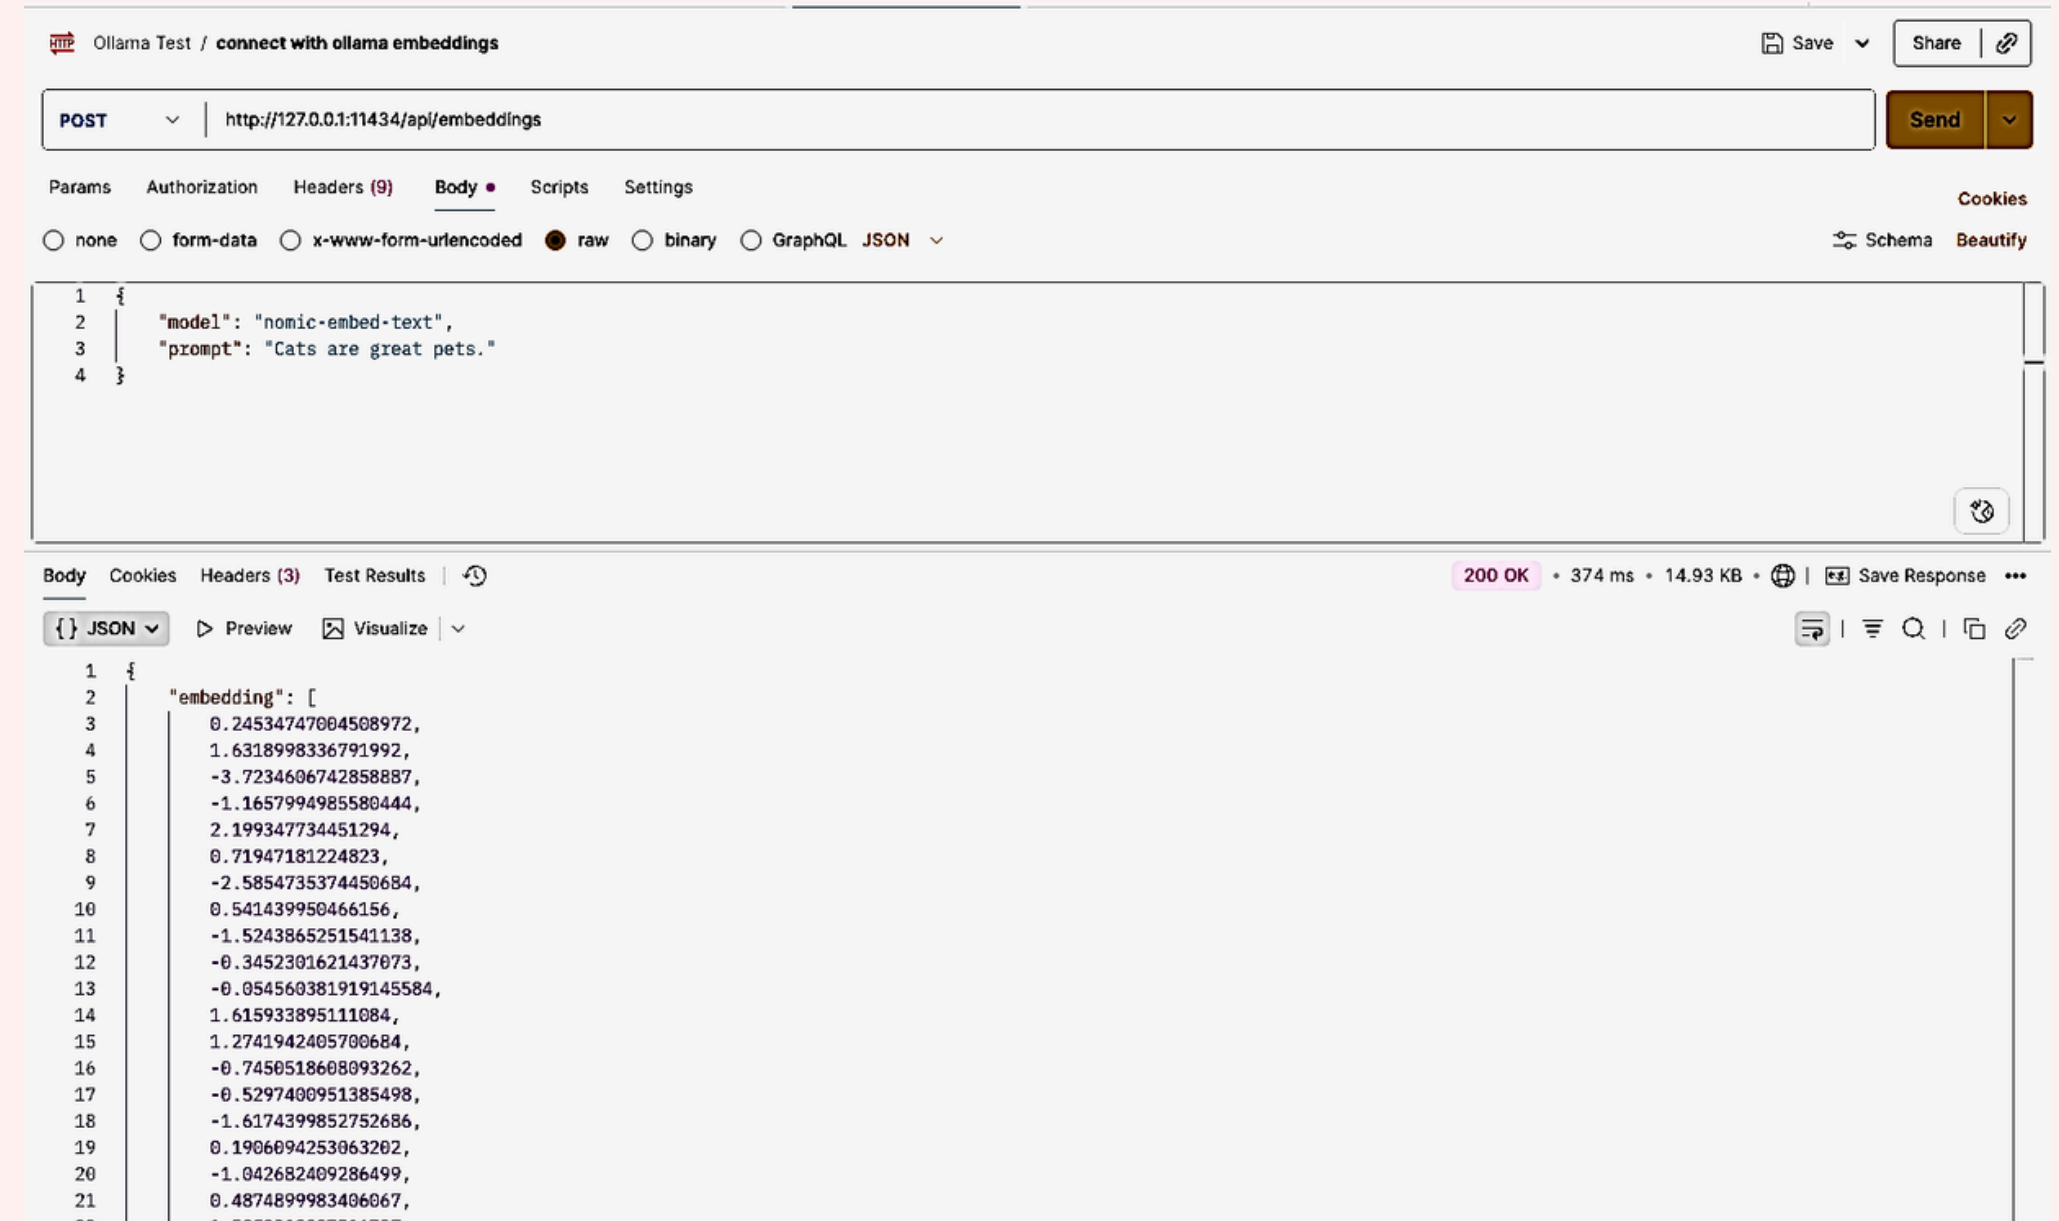 HTTP Ollama Test / connect with ollama embeddings Save Share
POST http://127.0.0.1:11434/api/embeddings Send
Params Authorization Headers (9) Body Scripts Settings Cookies
none form-data x-www-form-urlencoded raw binary GraphQL JSON Schema Beautify
1 {
2 "model": "nomic-embed-text",
3 "prompt": "Cats are great pets."
4 }
Body Cookies Headers (3) Test Results 200 OK • 374 ms • 14.93 KB • Save Response •••
{} JSON Preview Visualize
1 {
2 "embedding": [
3 0.24534747004508972,
4 1.6318998336791992,
5 -3.7234606742858887,
6 -1.1657994985580444,
7 2.199347734451294,
8 0.71947181224823,
9 -2.5854735374450684,
10 0.541439950466156,
11 -1.5243865251541138,
12 -0.3452301621437073,
13 -0.0545603819191455​84,
14 1.615933895111084,
15 1.2741942405700684,
16 -0.7450518608093262,
17 -0.5297400951385498,
18 -1.6174399852752686,
19 0.1906094253063202,
20 -1.042682409286499,
21 0.4874899983406067,